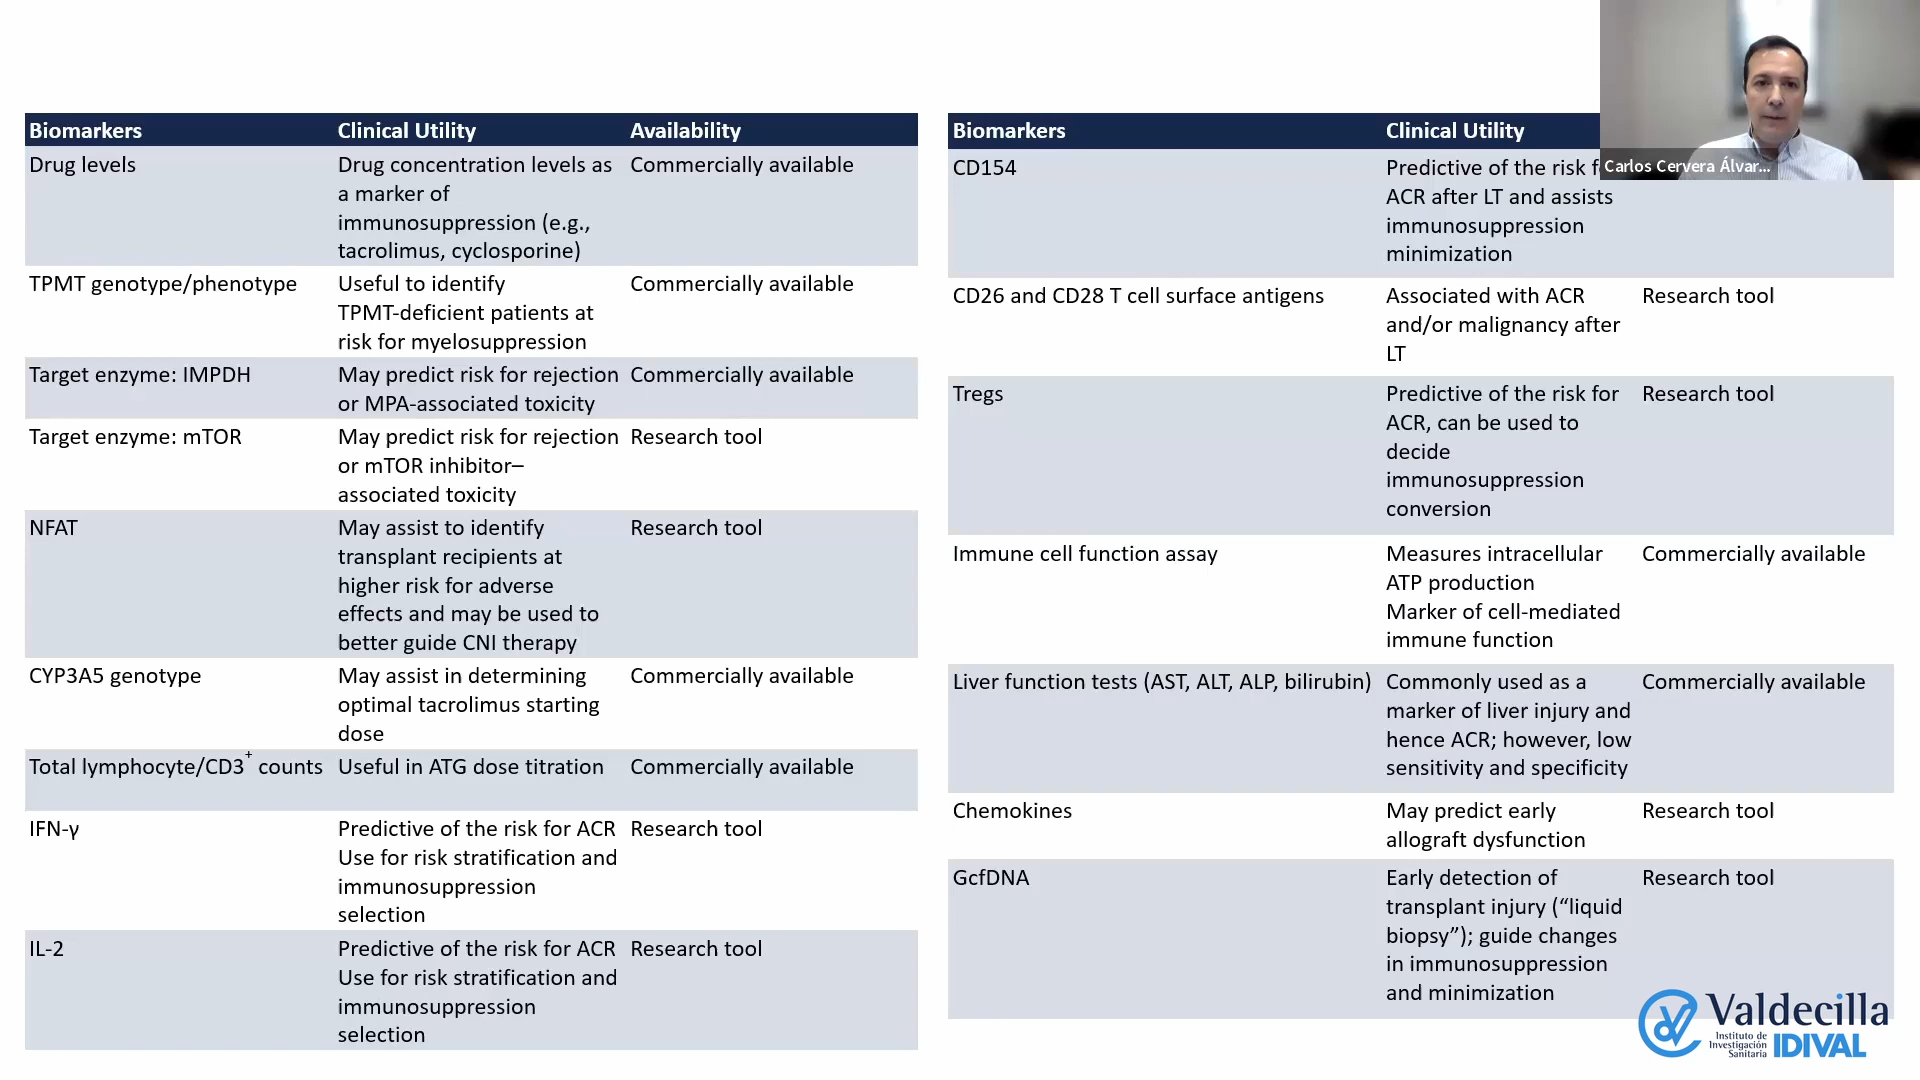 Biomarkers Clinical Utility Availability
Drug levels Drug concentration levels as Commercially available
a marker of
immunosuppression (e.g.,
tacrolimus, cyclosporine)
TPMT genotype/phenotype Useful to identify Commercially available
TPMT-deficient patients at
risk for myelosuppression
Target enzyme: IMPDH May predict risk for rejection Commercially available
or MPA-associated toxicity
Target enzyme: mTOR May predict risk for rejection Research tool
or mTOR inhibitor–
associated toxicity
NFAT May assist to identify Research tool
transplant recipients at
higher risk for adverse
effects and may be used to
better guide CNI therapy
CYP3A5 genotype May assist in determining Commercially available
optimal tacrolimus starting
dose
Total lymphocyte/CD3+ counts Useful in ATG dose titration Commercially available
IFN-γ Predictive of the risk for ACR Research tool
Use for risk stratification and
immunosuppression
selection
IL-2 Predictive of the risk for ACR Research tool
Use for risk stratification and
immunosuppression
selection
Biomarkers Clinical Utility
CD154 Predictive of the risk
ACR after LT and assists
immunosuppression
minimization
CD26 and CD28 T cell surface antigens Associated with ACR Research tool
and/or malignancy after
LT
Tregs Predictive of the risk for Research tool
ACR, can be used to
decide
immunosuppression
conversion
Immune cell function assay Measures intracellular Commercially available
ATP production
Marker of cell-mediated
immune function
Liver function tests (AST, ALT, ALP, bilirubin) Commonly used as a Commercially available
marker of liver injury and
hence ACR; however, low
sensitivity and specificity
Chemokines May predict early Research tool
allograft dysfunction
GcfDNA Early detection of Research tool
transplant injury (“liquid
biopsy”); guide changes
in immunosuppression
and minimization
Carlos Cervera Álvar...
Valdecilla
Instituto de
Investigación
Sanitaria
IDIVAL